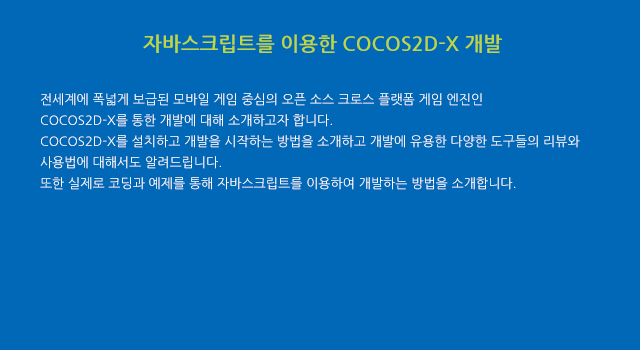 자바스크립트를 이용한 COCOS2D-X 개발
전세계에 폭넓게 보급된 모바일 게임 중심의 오픈 소스 크로스 플랫폼 게임 엔진인
COCOS2D-X를 통한 개발에 대해 소개하고자 합니다.
COCOS2D-X를 설치하고 개발을 시작하는 방법을 소개하고 개발에 유용한 다양한 도구들의 리뷰와
사용법에 대해서도 알려드립니다.
또한 실제로 코딩과 예제를 통해 자바스크립트를 이용하여 개발하는 방법을 소개합니다.